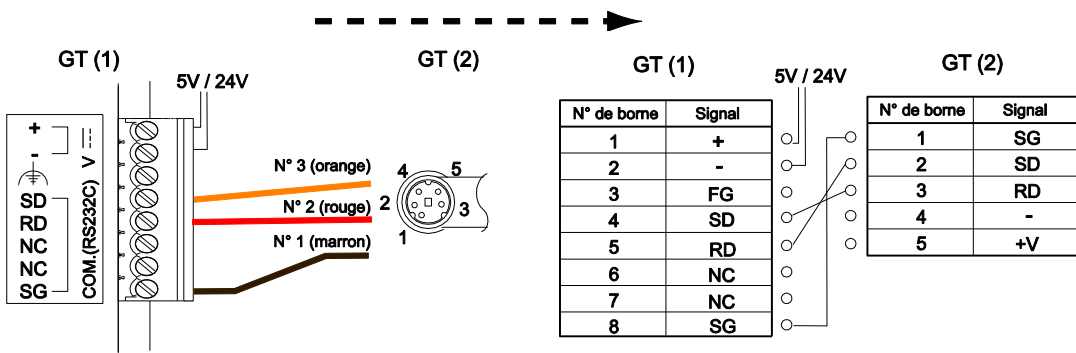 GT (1)
5V / 24V
GT (2)
+
-
SD
RD
NC
NC
SG
COM.(RS232C) V
N° 3 (orange)
N° 2 (rouge)
N° 1 (marron)
4
5
2
3
1
GT (1)
5V / 24V
GT (2)
N° de borne Signal
1 +
2 -
3 FG
4 SD
5 RD
6 NC
7 NC
8 SG
N° de borne Signal
1 SG
2 SD
3 RD
4 -
5 +V